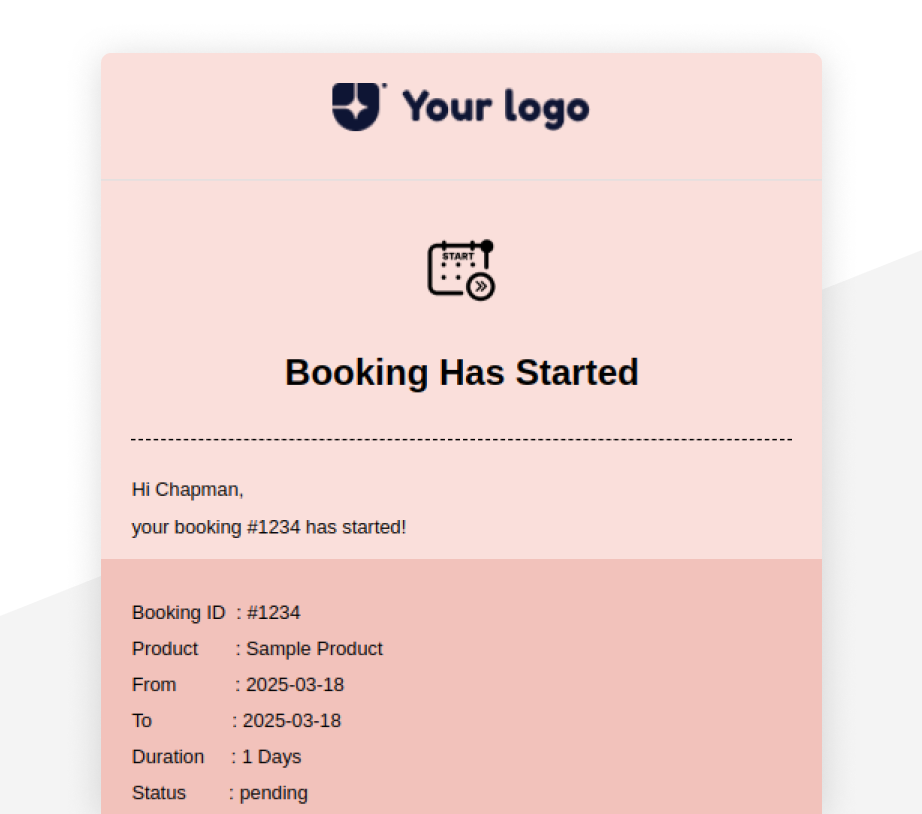 Your logo
START
Booking Has Started
Hi Chapman,
your booking #1234 has started!
Booking ID : #1234
Product : Sample Product
From : 2025-03-18
To : 2025-03-18
Duration : 1 Days
Status : pending